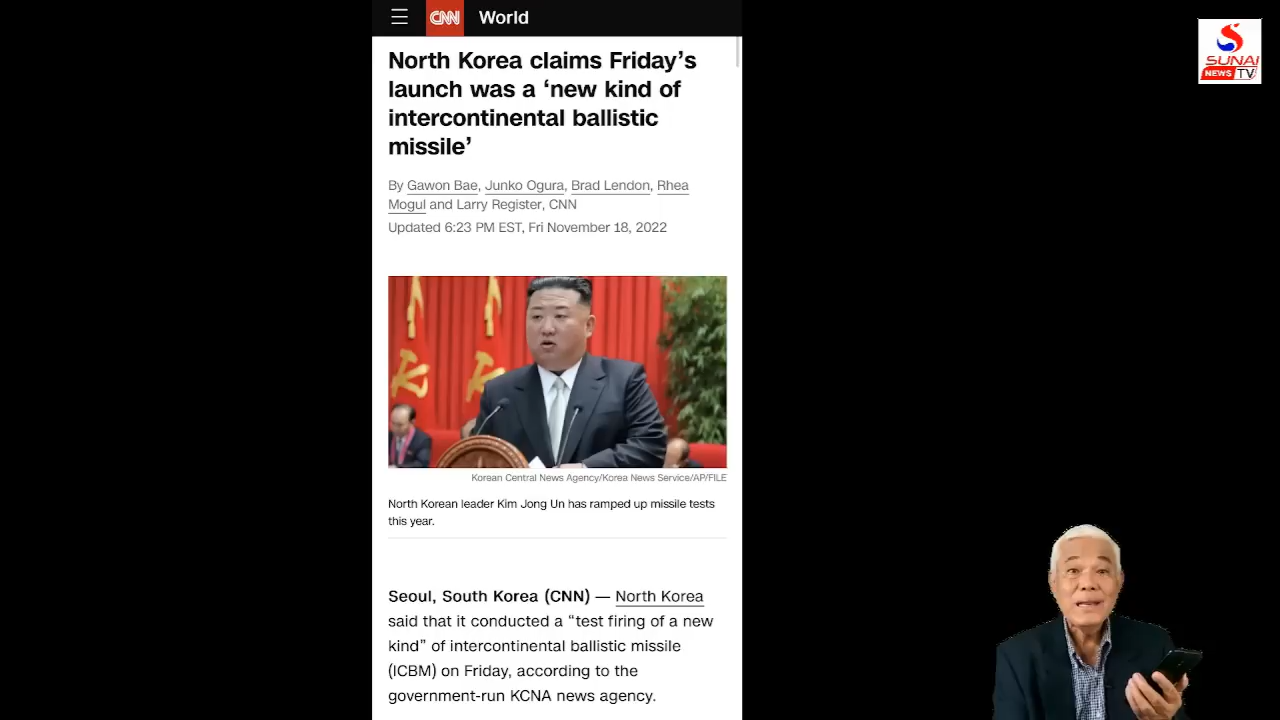 CNN World
North Korea claims Friday's
launch was a ‘new kind of
intercontinental ballistic
missile’
By Gawon Bae, Junko Ogura, Brad Lendon, Rhea
Mogul and Larry Register, CNN
Updated 6:23 PM EST, Fri November 18, 2022
Korean Central News Agency/Korea News Service/AP/FILE
North Korean leader Kim Jong Un has ramped up missile tests
this year.
Seoul, South Korea (CNN) — North Korea
said that it conducted a “test firing of a new
kind” of intercontinental ballistic missile
(ICBM) on Friday, according to the
government-run KCNA news agency.
SUNAI
NEWS TV